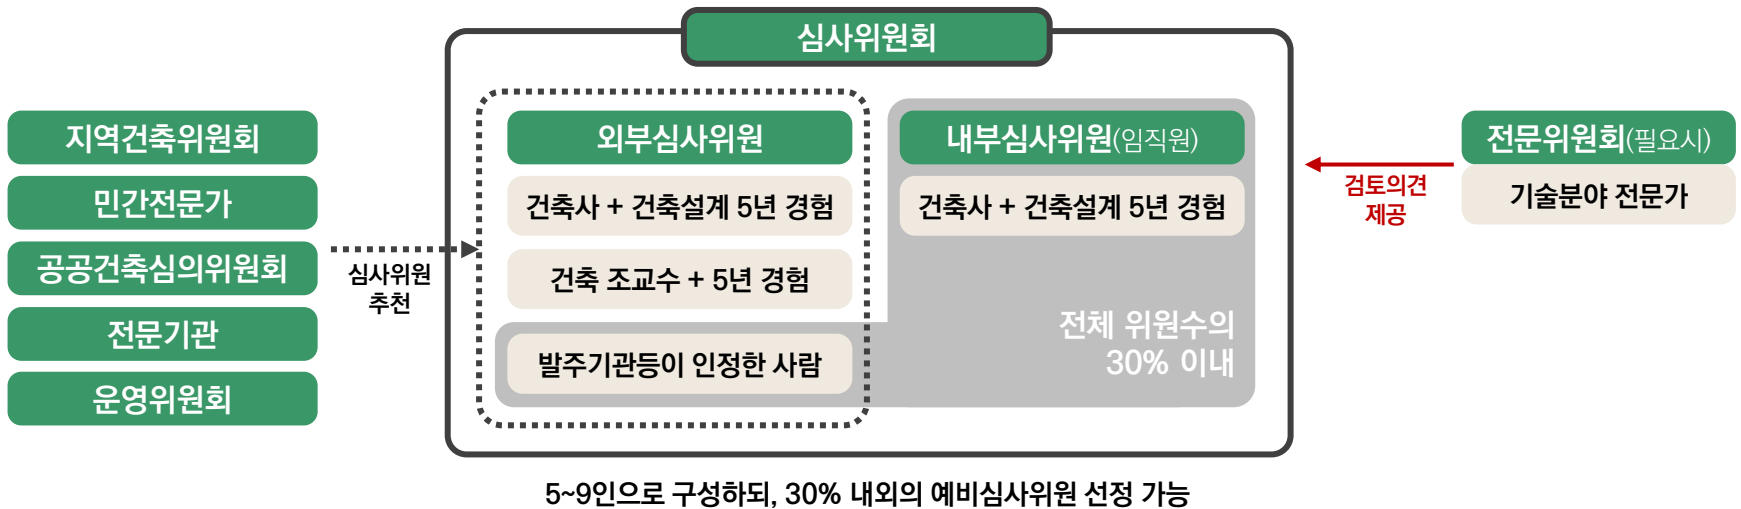 심사위원회
지역건축위원회
민간전문가
공공건축심의위원회
전문기관
운영위원회
심사위원
추천
외부심사위원
건축사 + 건축설계 5년 경험
건축 조교수 + 5년 경험
발주기관등이 인정한 사람
내부심사위원(임직원)
건축사 + 건축설계 5년 경험
전체 위원수의
30% 이내
검토의견
제공
전문위원회(필요시)
기술분야 전문가
5~9인으로 구성하되, 30% 내외의 예비심사위원 선정 가능